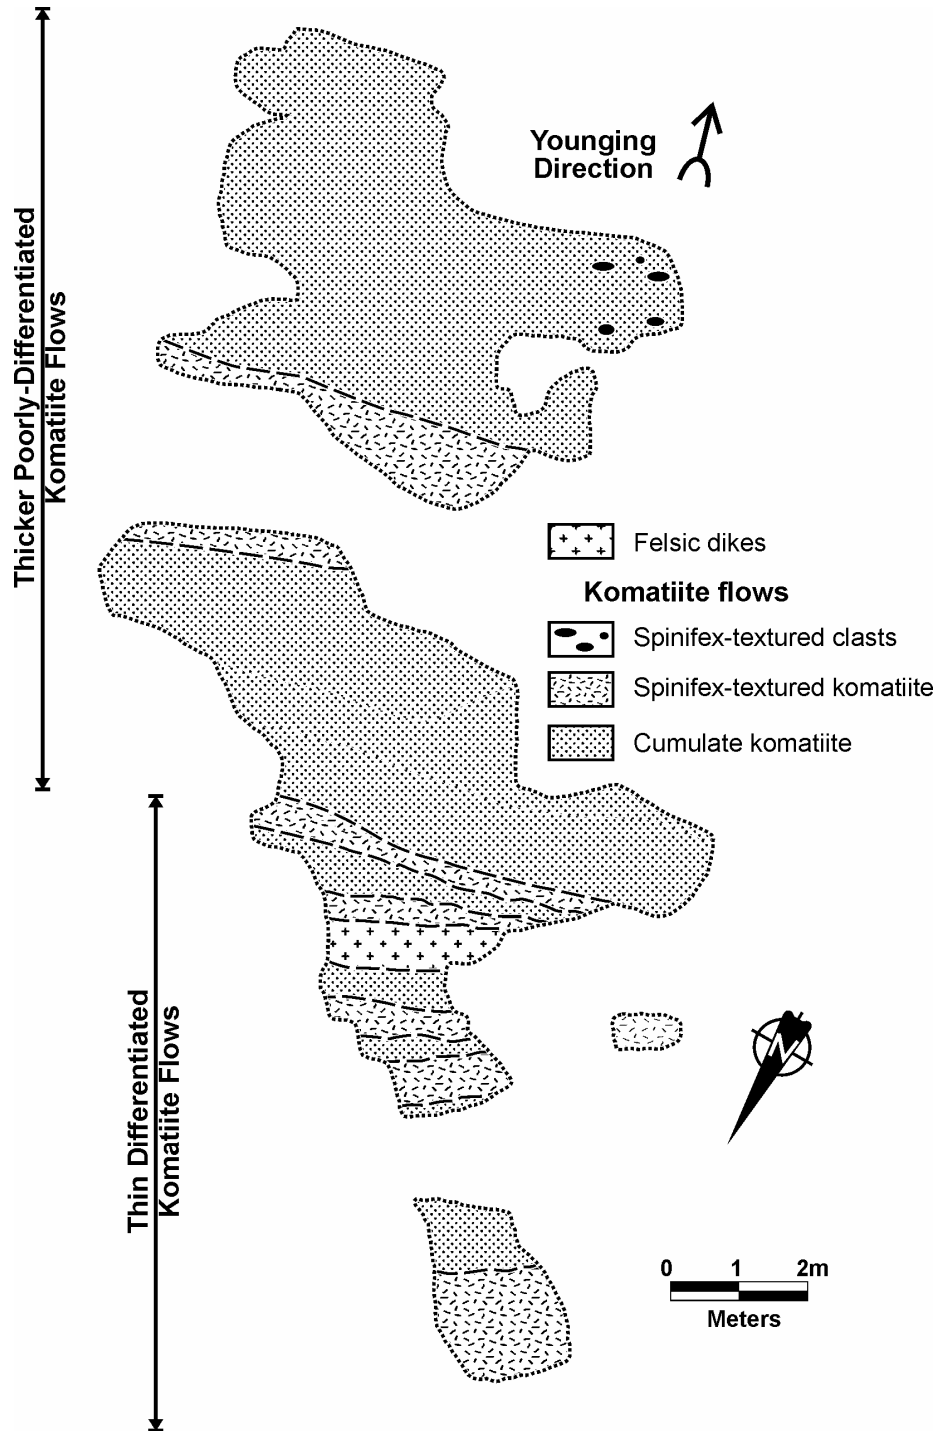 Younging
Direction
Thicker Poorly-Differentiated
Komatiite Flows
Felsic dikes
Komatiite flows
Spinifex-textured clasts
Spinifex-textured komatiite
Cumulate komatiite
Thin Differentiated
Komatiite Flows
N
0 1 2m
Meters